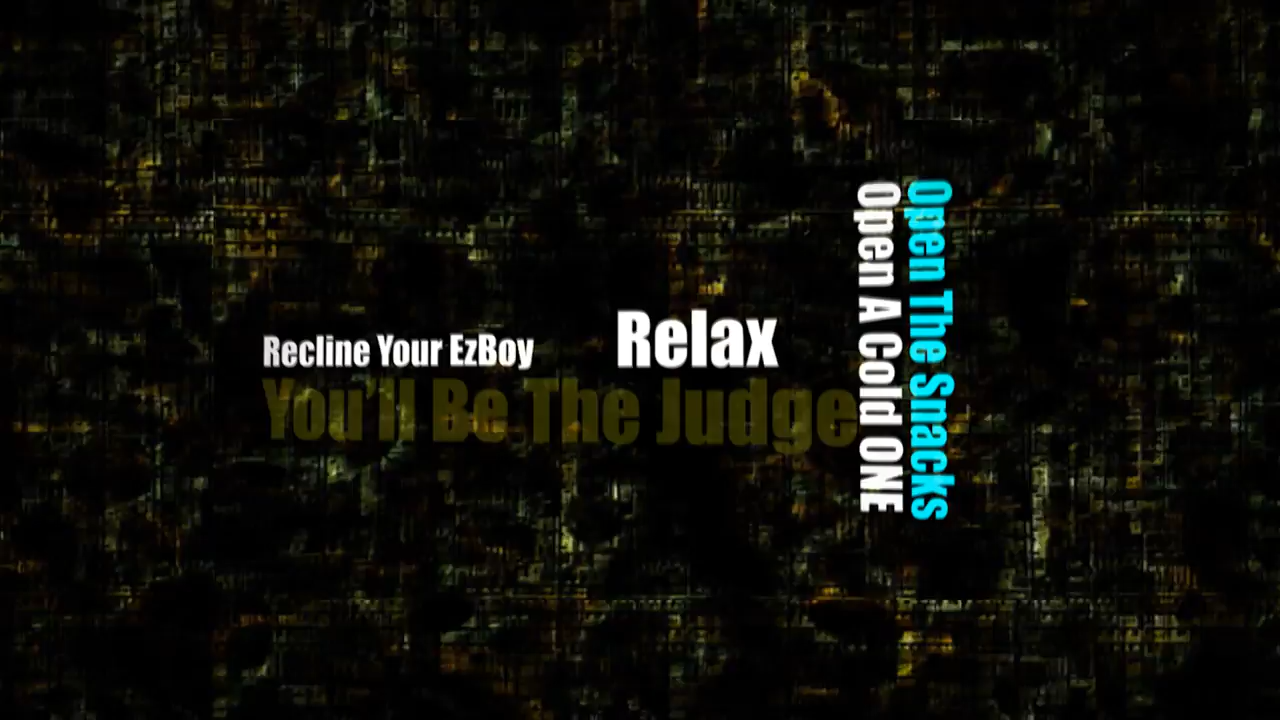 Recline Your EzBoy
Relax
You'll Be The Judge
Open The Snacks
Open A Cold ONE